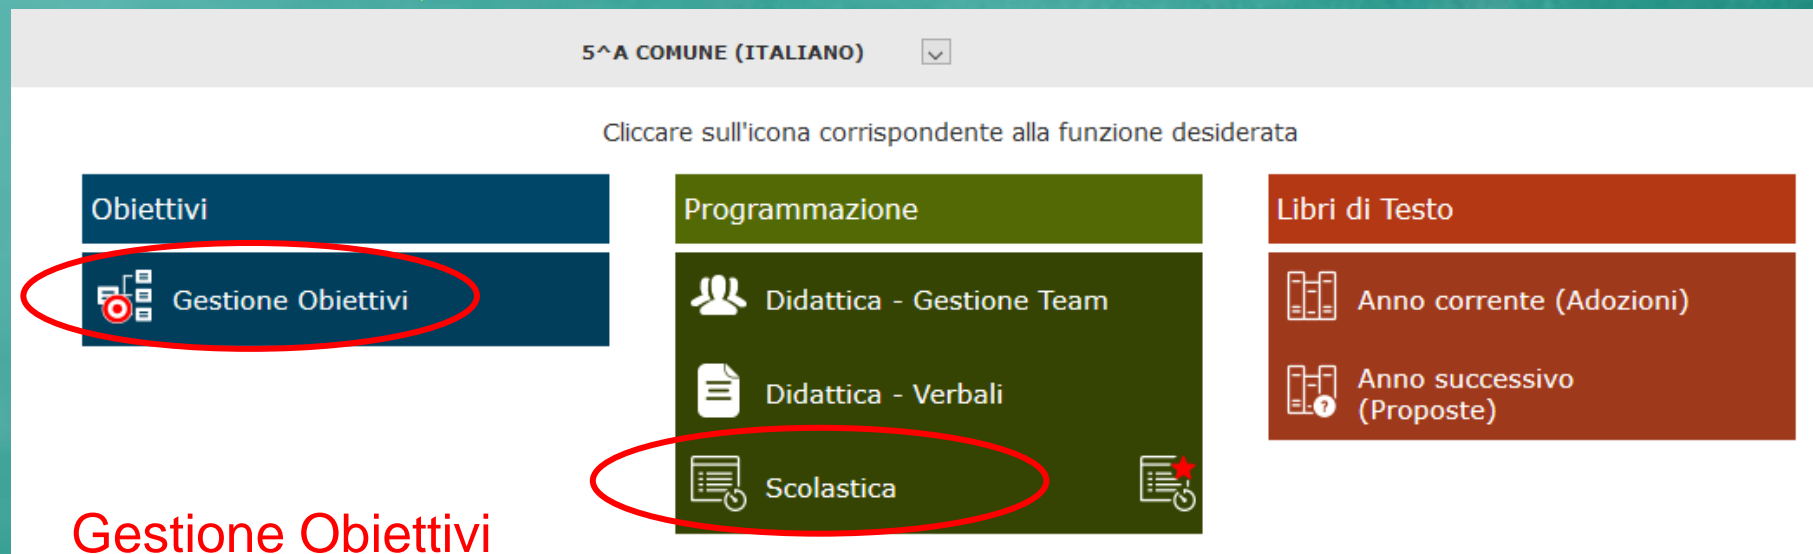 5^A COMUNE (ITALIANO)
Cliccare sull'icona corrispondente alla funzione desiderata
Obiettivi
Gestione Obiettivi
Programmazione
Didattica - Gestione Team
Didattica - Verbali
Scolastica
Libri di Testo
Anno corrente (Adozioni)
Anno successivo
(Proposte)
Gestione Obiettivi